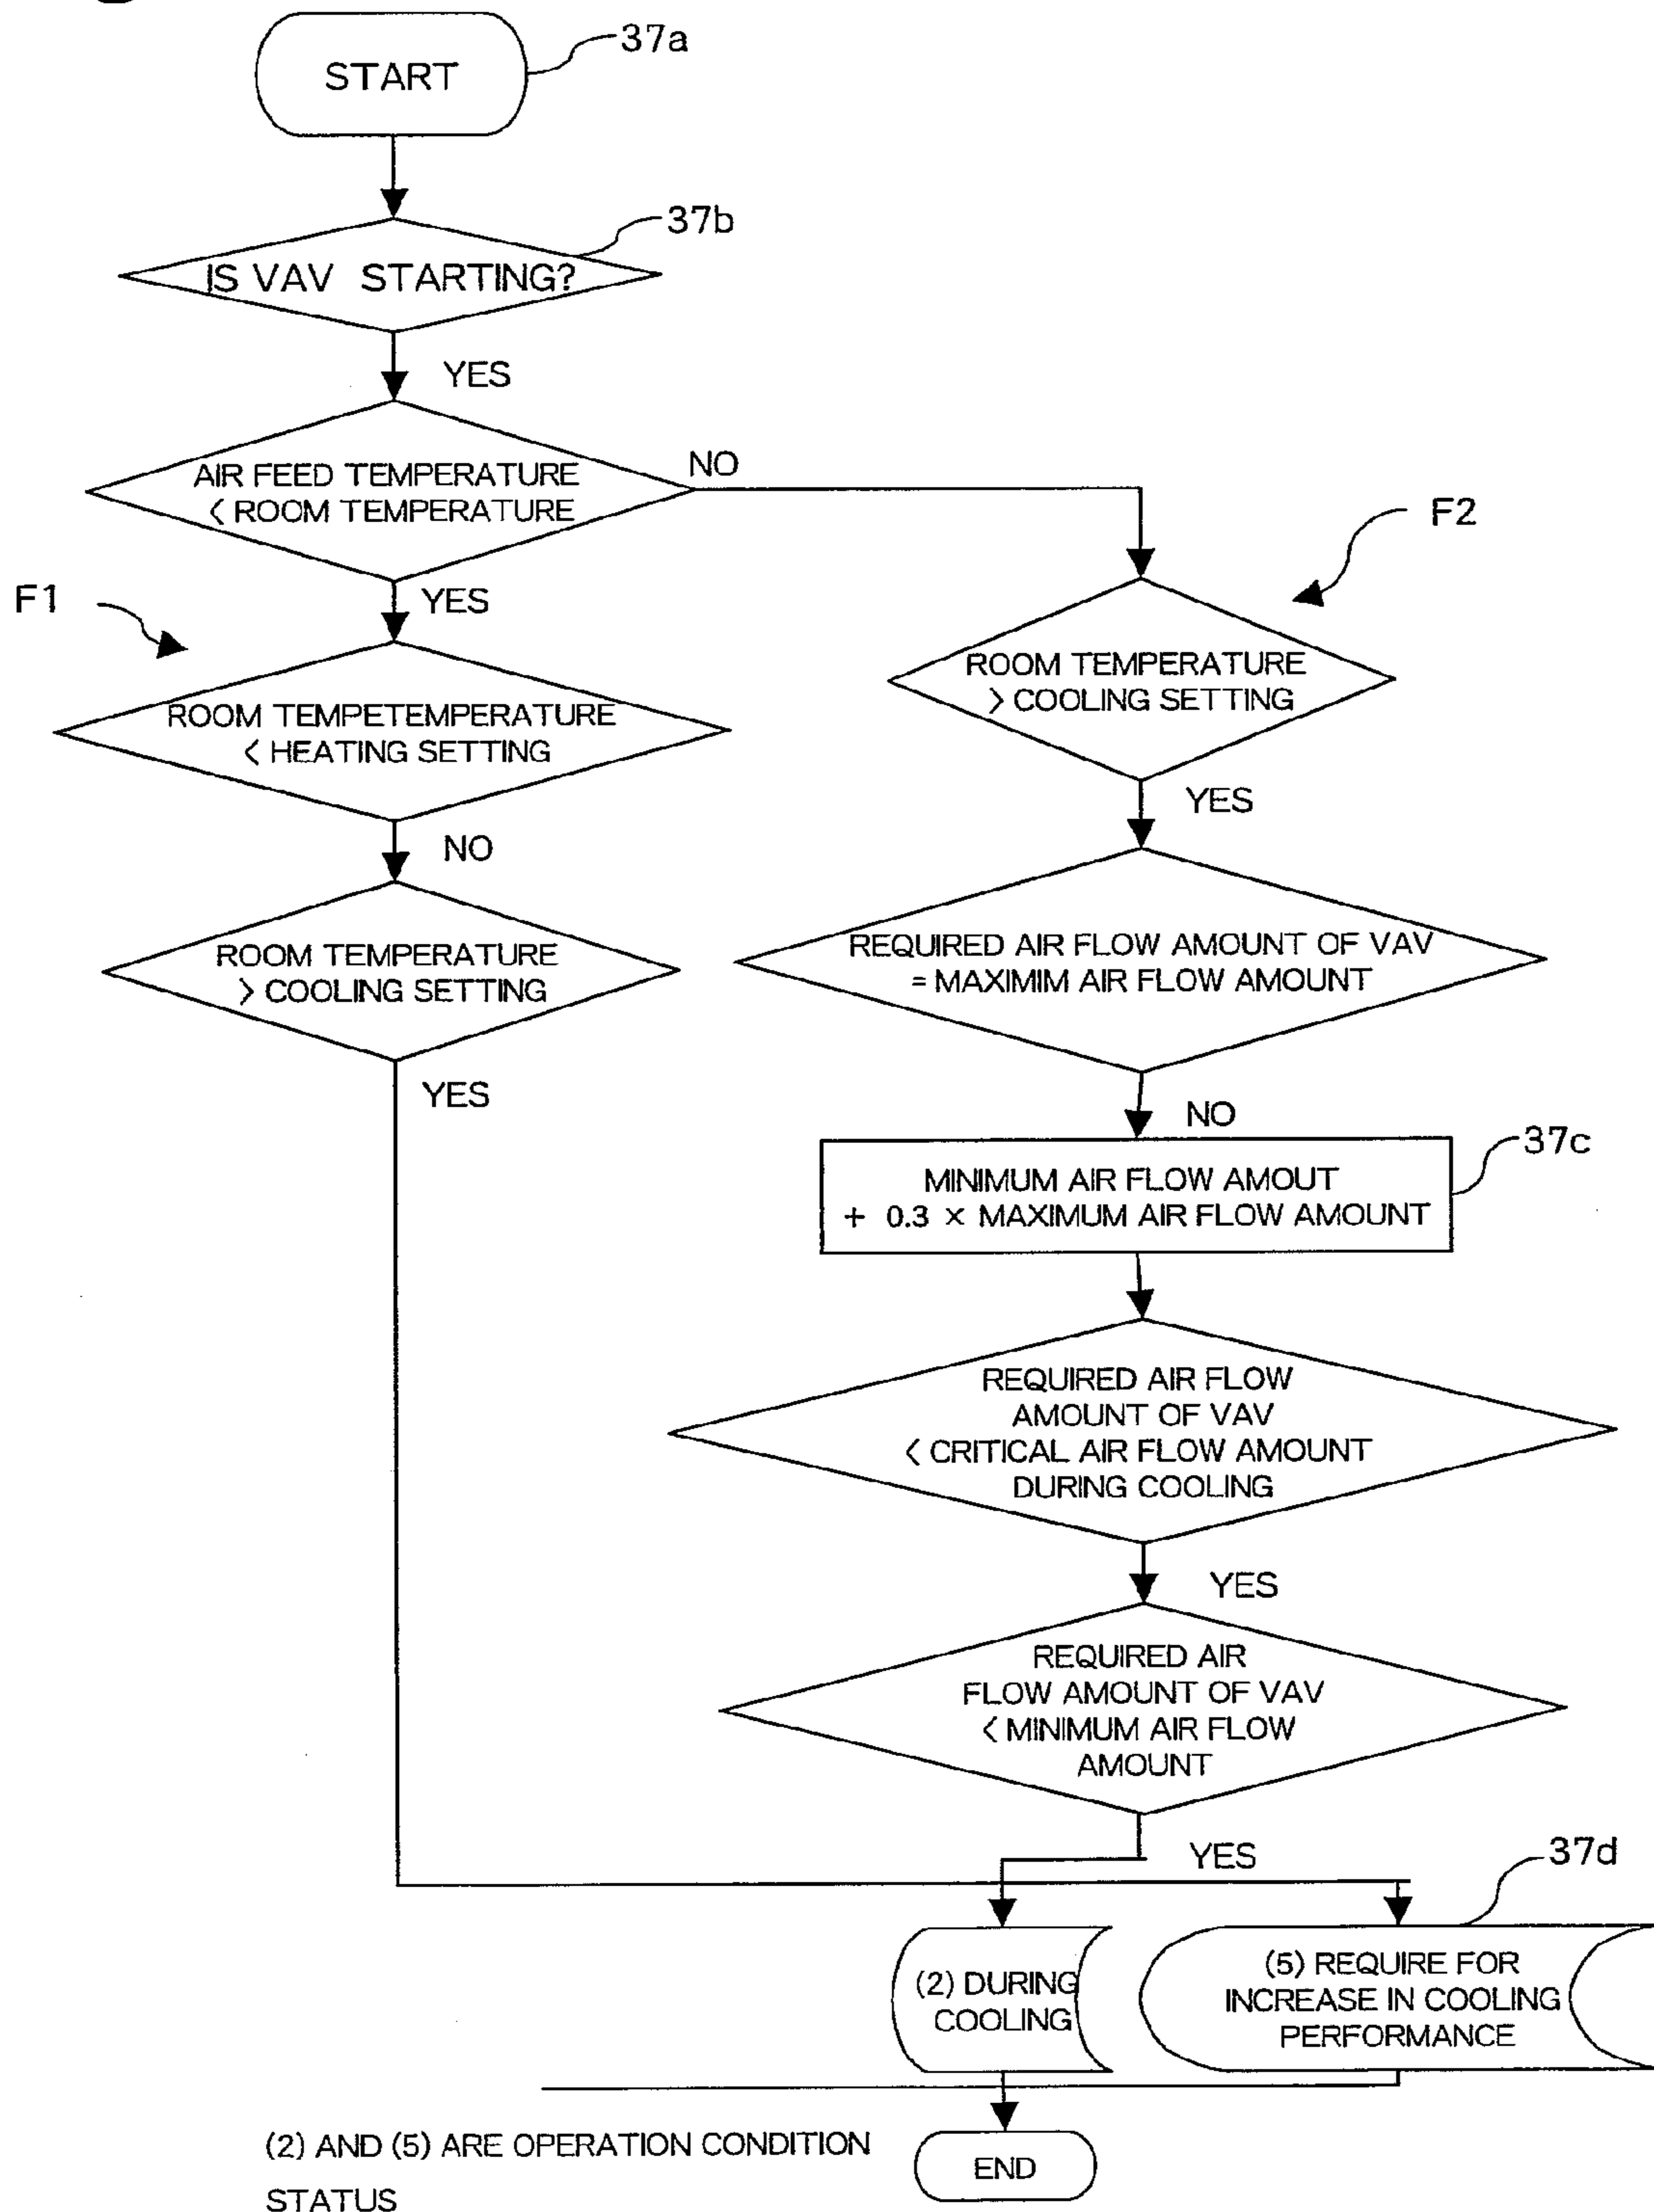 START
37a
IS VAV STARTING?
37b
YES
AIR FEED TEMPERATURE
< ROOM TEMPERATURE
NO
F2
YES
F1
ROOM TEMPERATURE
> COOLING SETTING
ROOM TEMPETEMPERATURE
< HEATING SETTING
YES
NO
REQUIRED AIR FLOW AMOUNT OF VAV
= MAXIMIM AIR FLOW AMOUNT
ROOM TEMPERATURE
> COOLING SETTING
YES
NO
37c
MINIMUM AIR FLOW AMOUT
+ 0.3 × MAXIMUM AIR FLOW AMOUNT
REQUIRED AIR FLOW
AMOUNT OF VAV
< CRITICAL AIR FLOW AMOUNT
DURING COOLING
YES
REQUIRED AIR
FLOW AMOUNT OF VAV
< MINIMUM AIR FLOW
AMOUNT
YES
37d
(2) DURING
COOLING
(5) REQUIRE FOR
INCREASE IN COOLING
PERFORMANCE
(2) AND (5) ARE OPERATION CONDITION
STATUS
END